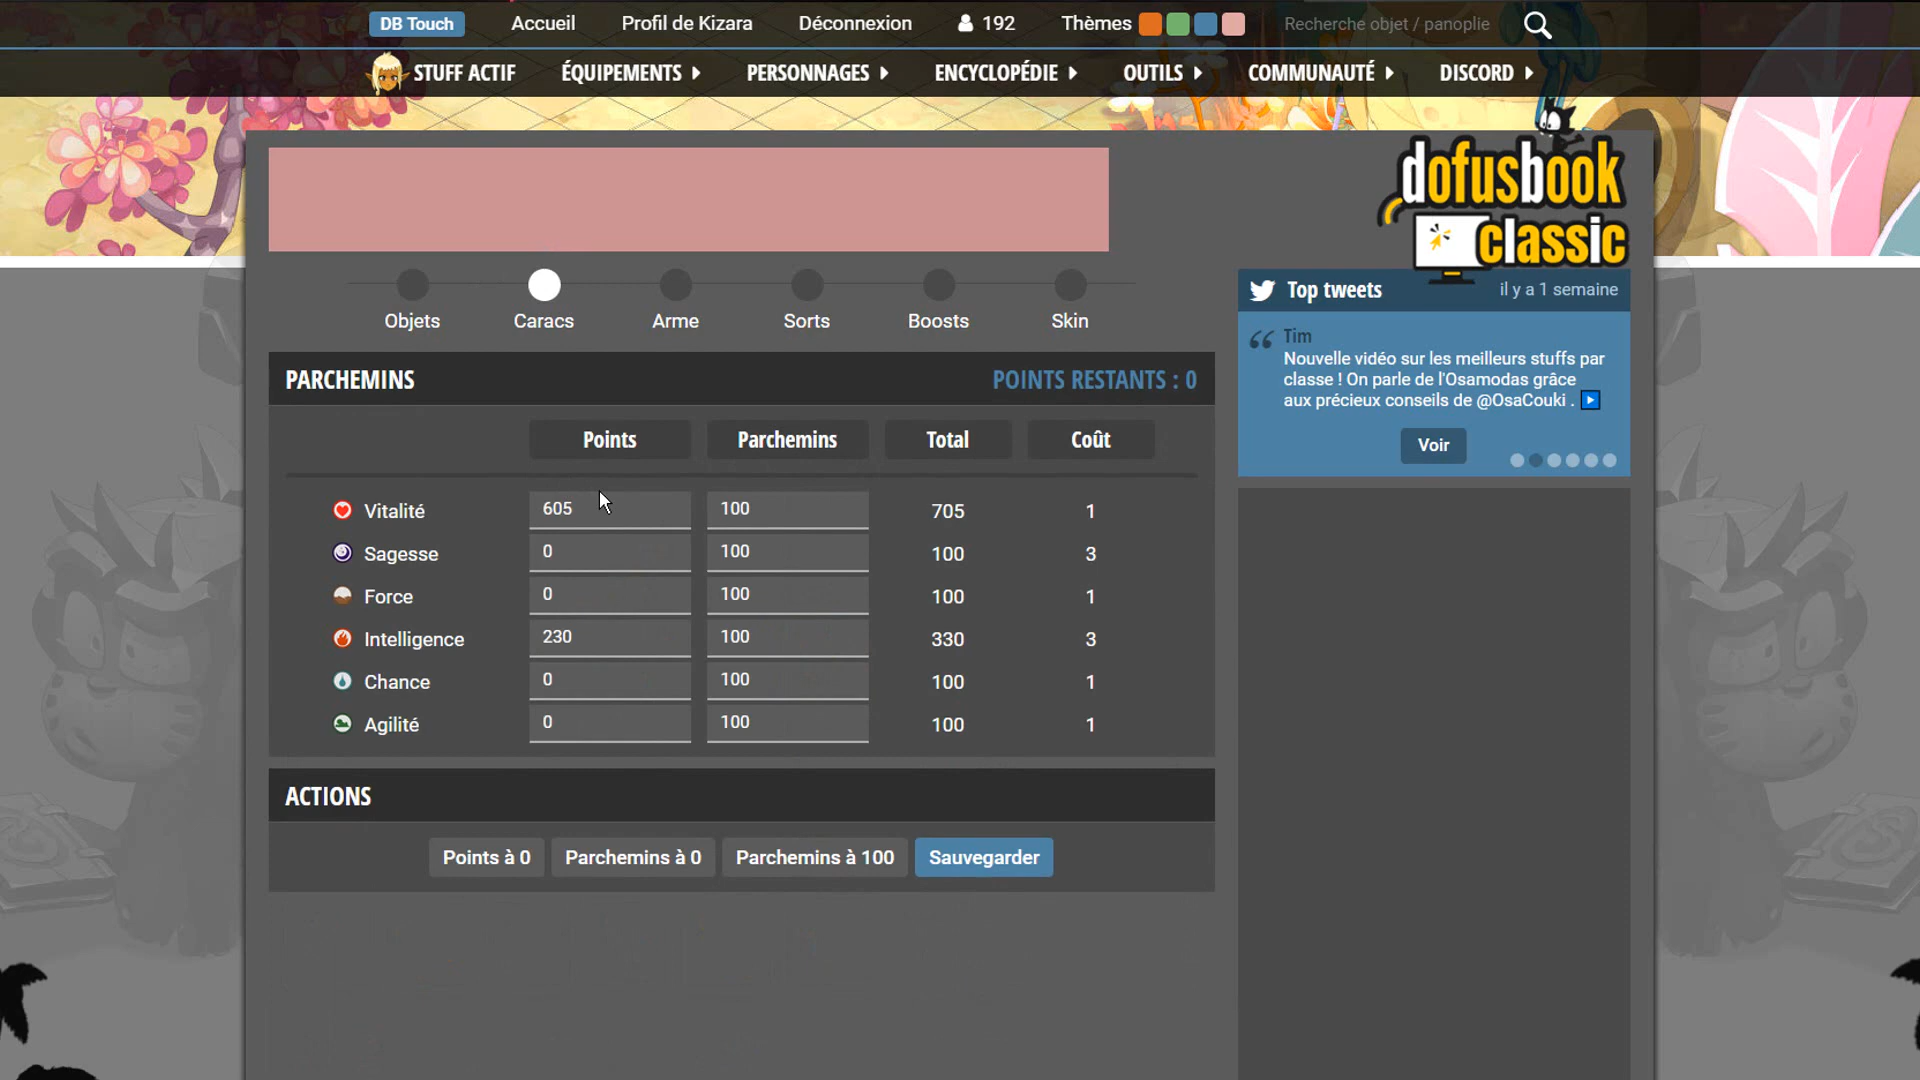 DB Touch Accueil Profil de Kizara Déconnexion 192 Thèmes Recherche objet / panoplie
STUFF ACTIF ÉQUIPEMENTS PERSONNAGES ENCYCLOPÉDIE OUTILS COMMUNAUTÉ DISCORD
dofusbook
classic
Objets Caracs Arme Sorts Boosts Skin
PARCHEMINS POINTS RESTANTS : 0
Points Parchemins Total Coût
Vitalité 605 100 705 1
Sagesse 0 100 100 3
Force 0 100 100 1
Intelligence 230 100 330 3
Chance 0 100 100 1
Agilité 0 100 100 1
ACTIONS
Points à 0 Parchemins à 0 Parchemins à 100 Sauvegarder
Top tweets il y a 1 semaine
Tim
Nouvelle vidéo sur les meilleurs stuffs par
classe ! On parle de l'Osamodas grâce
aux précieux conseils de @OsaCouki .
Voir